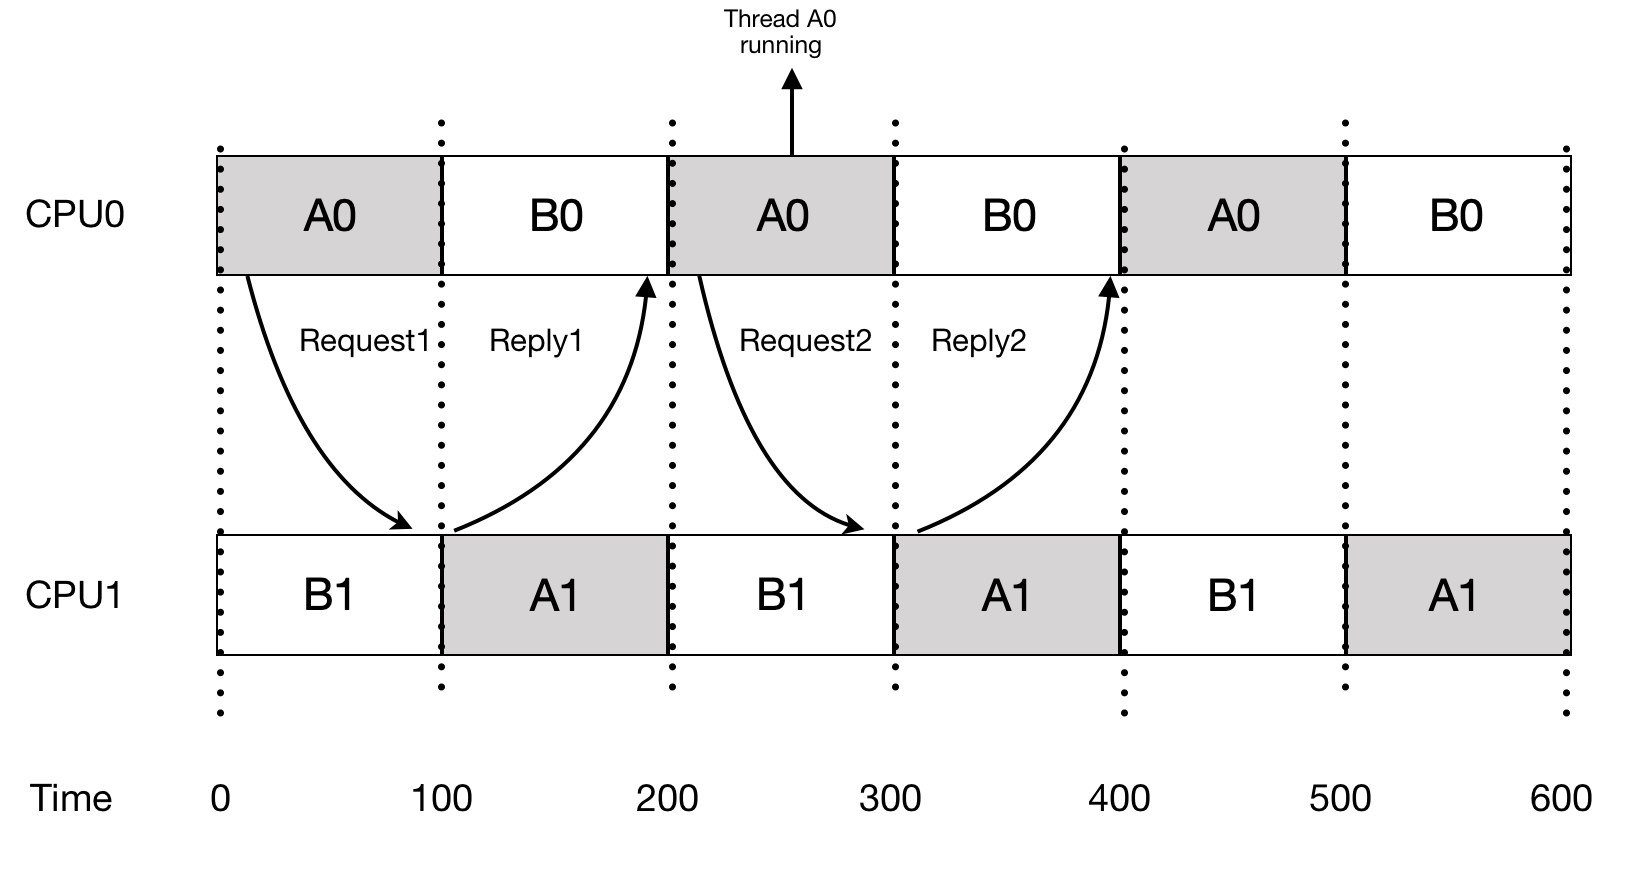 Thread A0
running
CPU0 A0 B0 A0 B0 A0 B0
Request1 Reply1 Request2 Reply2
CPU1 B1 A1 B1 A1 B1 A1
Time 0 100 200 300 400 500 600